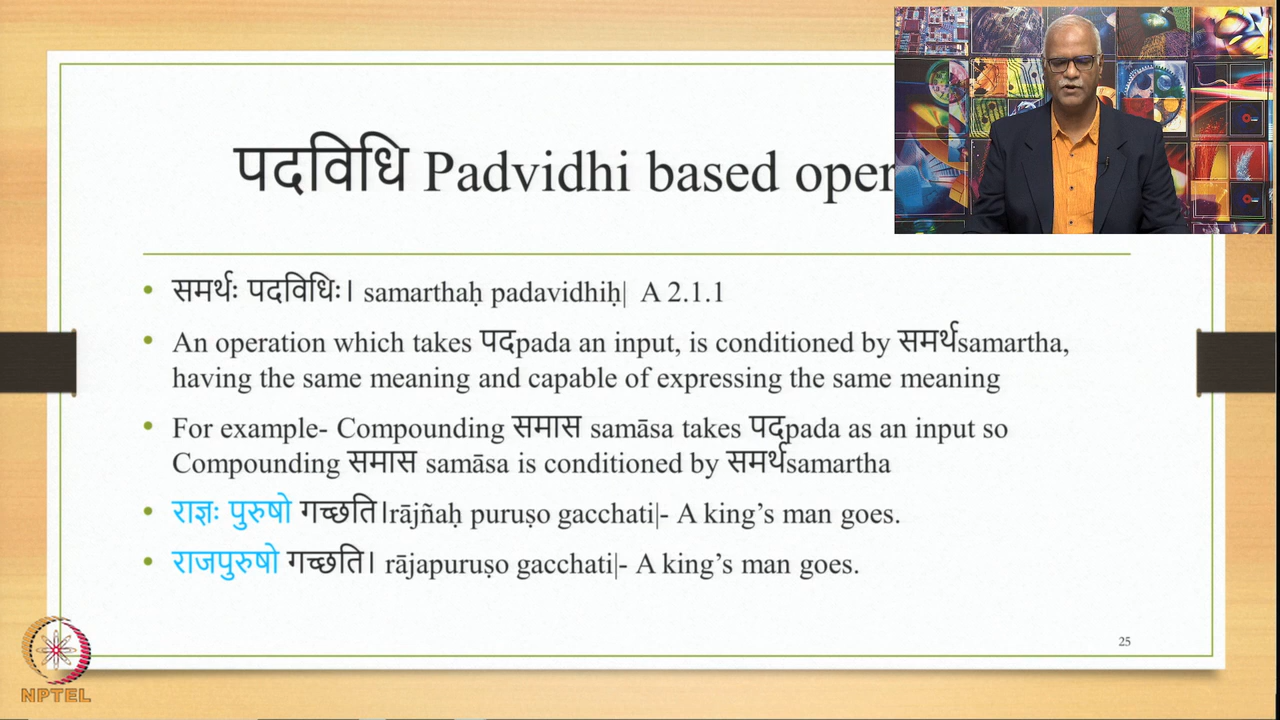 पदविधि Padvidhi based oper
समर्थः पदविधिः। samarthaḥ padavidhiḥ| A 2.1.1
An operation which takes पदpada an input, is conditioned by समर्थsamartha,
having the same meaning and capable of expressing the same meaning
For example- Compounding समास samāsa takes पदpada as an input so
Compounding समास samāsa is conditioned by समर्थsamartha
राज्ञः पुरुषो गच्छति।rājñaḥ puruṣo gacchati|- A king’s man goes.
राजपुरुषो गच्छति। rājapuruṣo gacchati|- A king’s man goes.
25
NPTEL